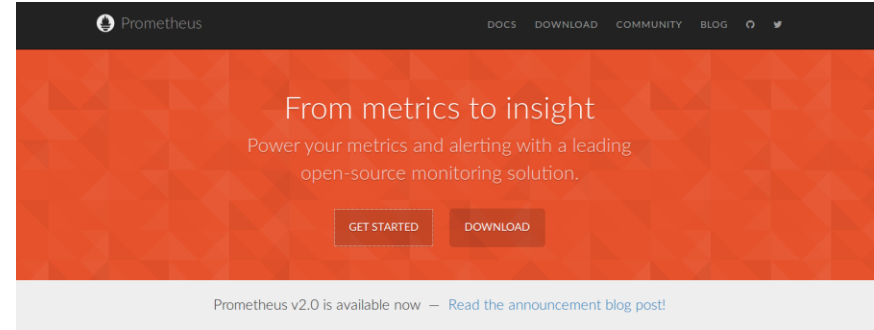 Prometheus DOCS DOWNLOAD COMMUNITY BLOG
From metrics to insight
Power your metrics and alerting with a leading
open-source monitoring solution.
GET STARTED DOWNLOAD
Prometheus v2.0 is available now — Read the announcement blog post!